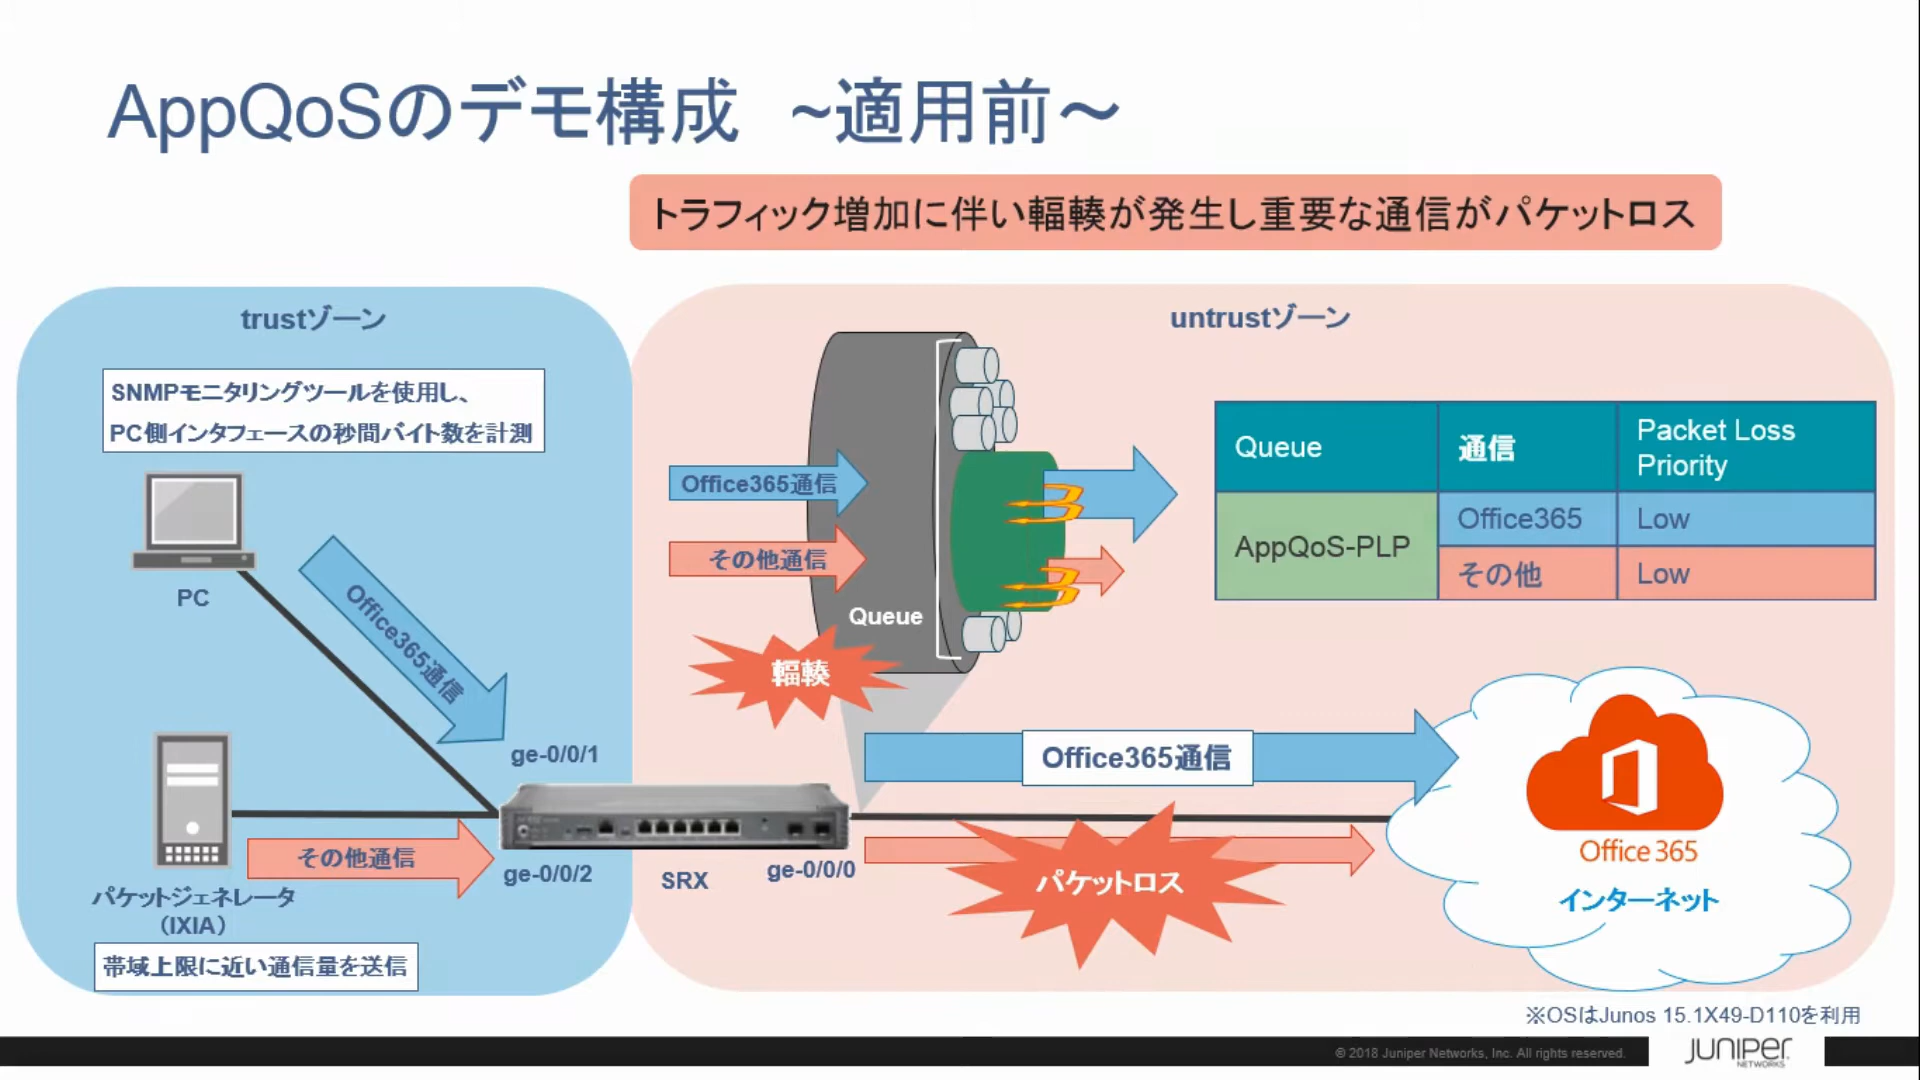 AppQoSのデモ構成　~適用前～
トラフィック増加に伴い輻輳が発生し重要な通信がパケットロス
trustゾーン
SNMPモニタリングツールを使用し、
PC側インタフェースの秒間バイト数を計測
PC
Office365通信
ge-0/0/1
パケットジェネレータ
（IXIA）
その他通信
ge-0/0/2
帯域上限に近い通信量を送信
SRX
ge-0/0/0
untrustゾーン
Office365通信
その他通信
Queue
輻輳
Queue 通信 Packet Loss
Priority
AppQoS-PLP Office365 Low
その他 Low
Office365通信
パケットロス
Office 365
インターネット
※OSはJunos 15.1X49-D110を利用
© 2018 Juniper Networks, Inc. All rights reserved.
JUNIPER
NETWORKS